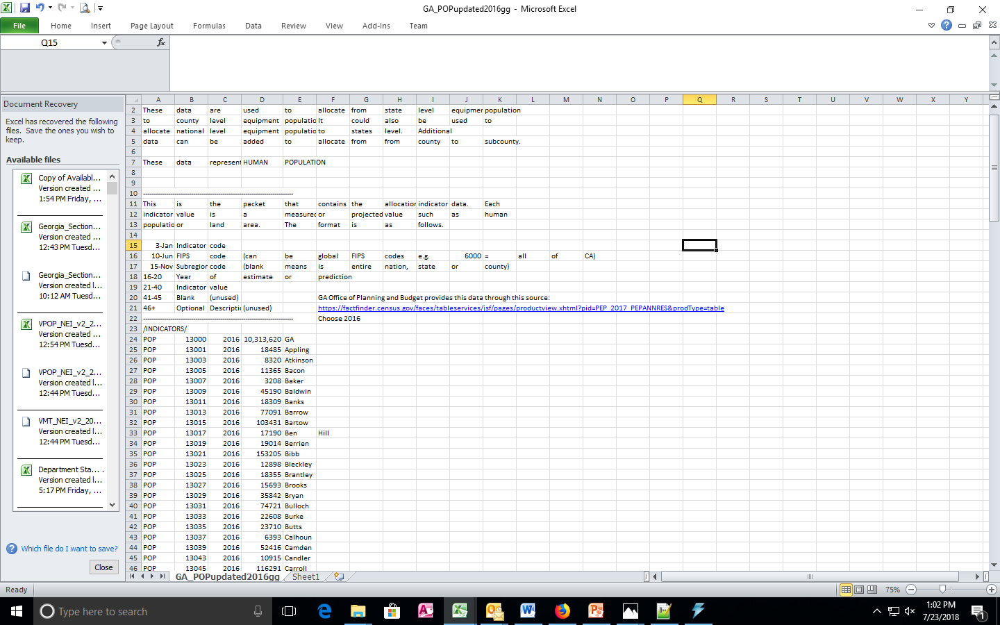 GA_POPupdated2016gg - Microsoft Excel
File Home Insert Page Layout Formulas Data Review View Add-Ins Team
Q15 fx
Document Recovery
Excel has recovered the following
files. Save the ones you wish to
keep.
Available files
Copy of Availabl...
Version created ...
1:54 PM Friday, ...
Georgia_Section...
Version created ...
12:43 PM Tuesd...
Georgia_Section...
Version created l...
10:12 AM Tuesd...
VPOP_NEI_v2_2...
Version created ...
12:54 PM Tuesd...
VPOP_NEI_v2_2...
Version created l...
12:44 PM Tuesd...
VMT_NEI_v2_20...
Version created l...
12:44 PM Tuesd...
Department Sta... .
Version created l...
5:17 PM Friday, ...
Which file do I want to save?
Close
A B C D E F G H I J K L M N O P Q R S T U V W X Y
2 These data are used to allocate from state level equipmen population
3 to county level equipment populatio It could also be used to
4 allocate national level equipment populatio to states level. Additional
5 data can be added to allocate from from county to subcounty.
6
7 These data represent HUMAN POPULATION
8
9
10 ------------------------------------------------------------------------
11 This is the packet that contains the allocation indicator data. Each
12 indicator value is a measured or projected value such as human
13 populatio or land area. The format is as follows.
14
15 3-Jan Indicator code
16 10-Jun FIPS code (can be global FIPS codes e.g. 6000 = all of CA)
17 15-Nov Subregion code (blank means is entire nation, state or county)
18 16-20 Year of estimate or prediction
19 21-40 Indicator value
20 41-45 Blank (unused) GA Office of Planning and Budget provides this data through this source:
21 46+ Optional Descripti (unused) https://factfinder.census.gov/faces/tableservices/jsf/pages/productview.xhtml?pid=PEP_2017_PEPANNRES&prodType=table
22 ------------------------------------------------------------------------ Choose 2016
23 /INDICATORS/
24 POP 13000 2016 10,313,620 GA
25 POP 13001 2016 18485 Appling
26 POP 13003 2016 8320 Atkinson
27 POP 13005 2016 11365 Bacon
28 POP 13007 2016 3208 Baker
29 POP 13009 2016 45190 Baldwin
30 POP 13011 2016 18309 Banks
31 POP 13013 2016 77091 Barrow
32 POP 13015 2016 103431 Bartow
33 POP 13017 2016 17190 Ben Hill
34 POP 13019 2016 19014 Berrien
35 POP 13021 2016 153205 Bibb
36 POP 13023 2016 12898 Bleckley
37 POP 13025 2016 18355 Brantley
38 POP 13027 2016 15693 Brooks
39 POP 13029 2016 35842 Bryan
40 POP 13031 2016 74721 Bulloch
41 POP 13033 2016 22608 Burke
42 POP 13035 2016 23710 Butts
43 POP 13037 2016 6393 Calhoun
44 POP 13039 2016 52416 Camden
45 POP 13043 2016 10915 Candler
46 POP 13045 2016 116291 Carroll
GA_POPupdated2016gg Sheet1
Ready 75%
Type here to search
1:02 PM
7/23/2018
1